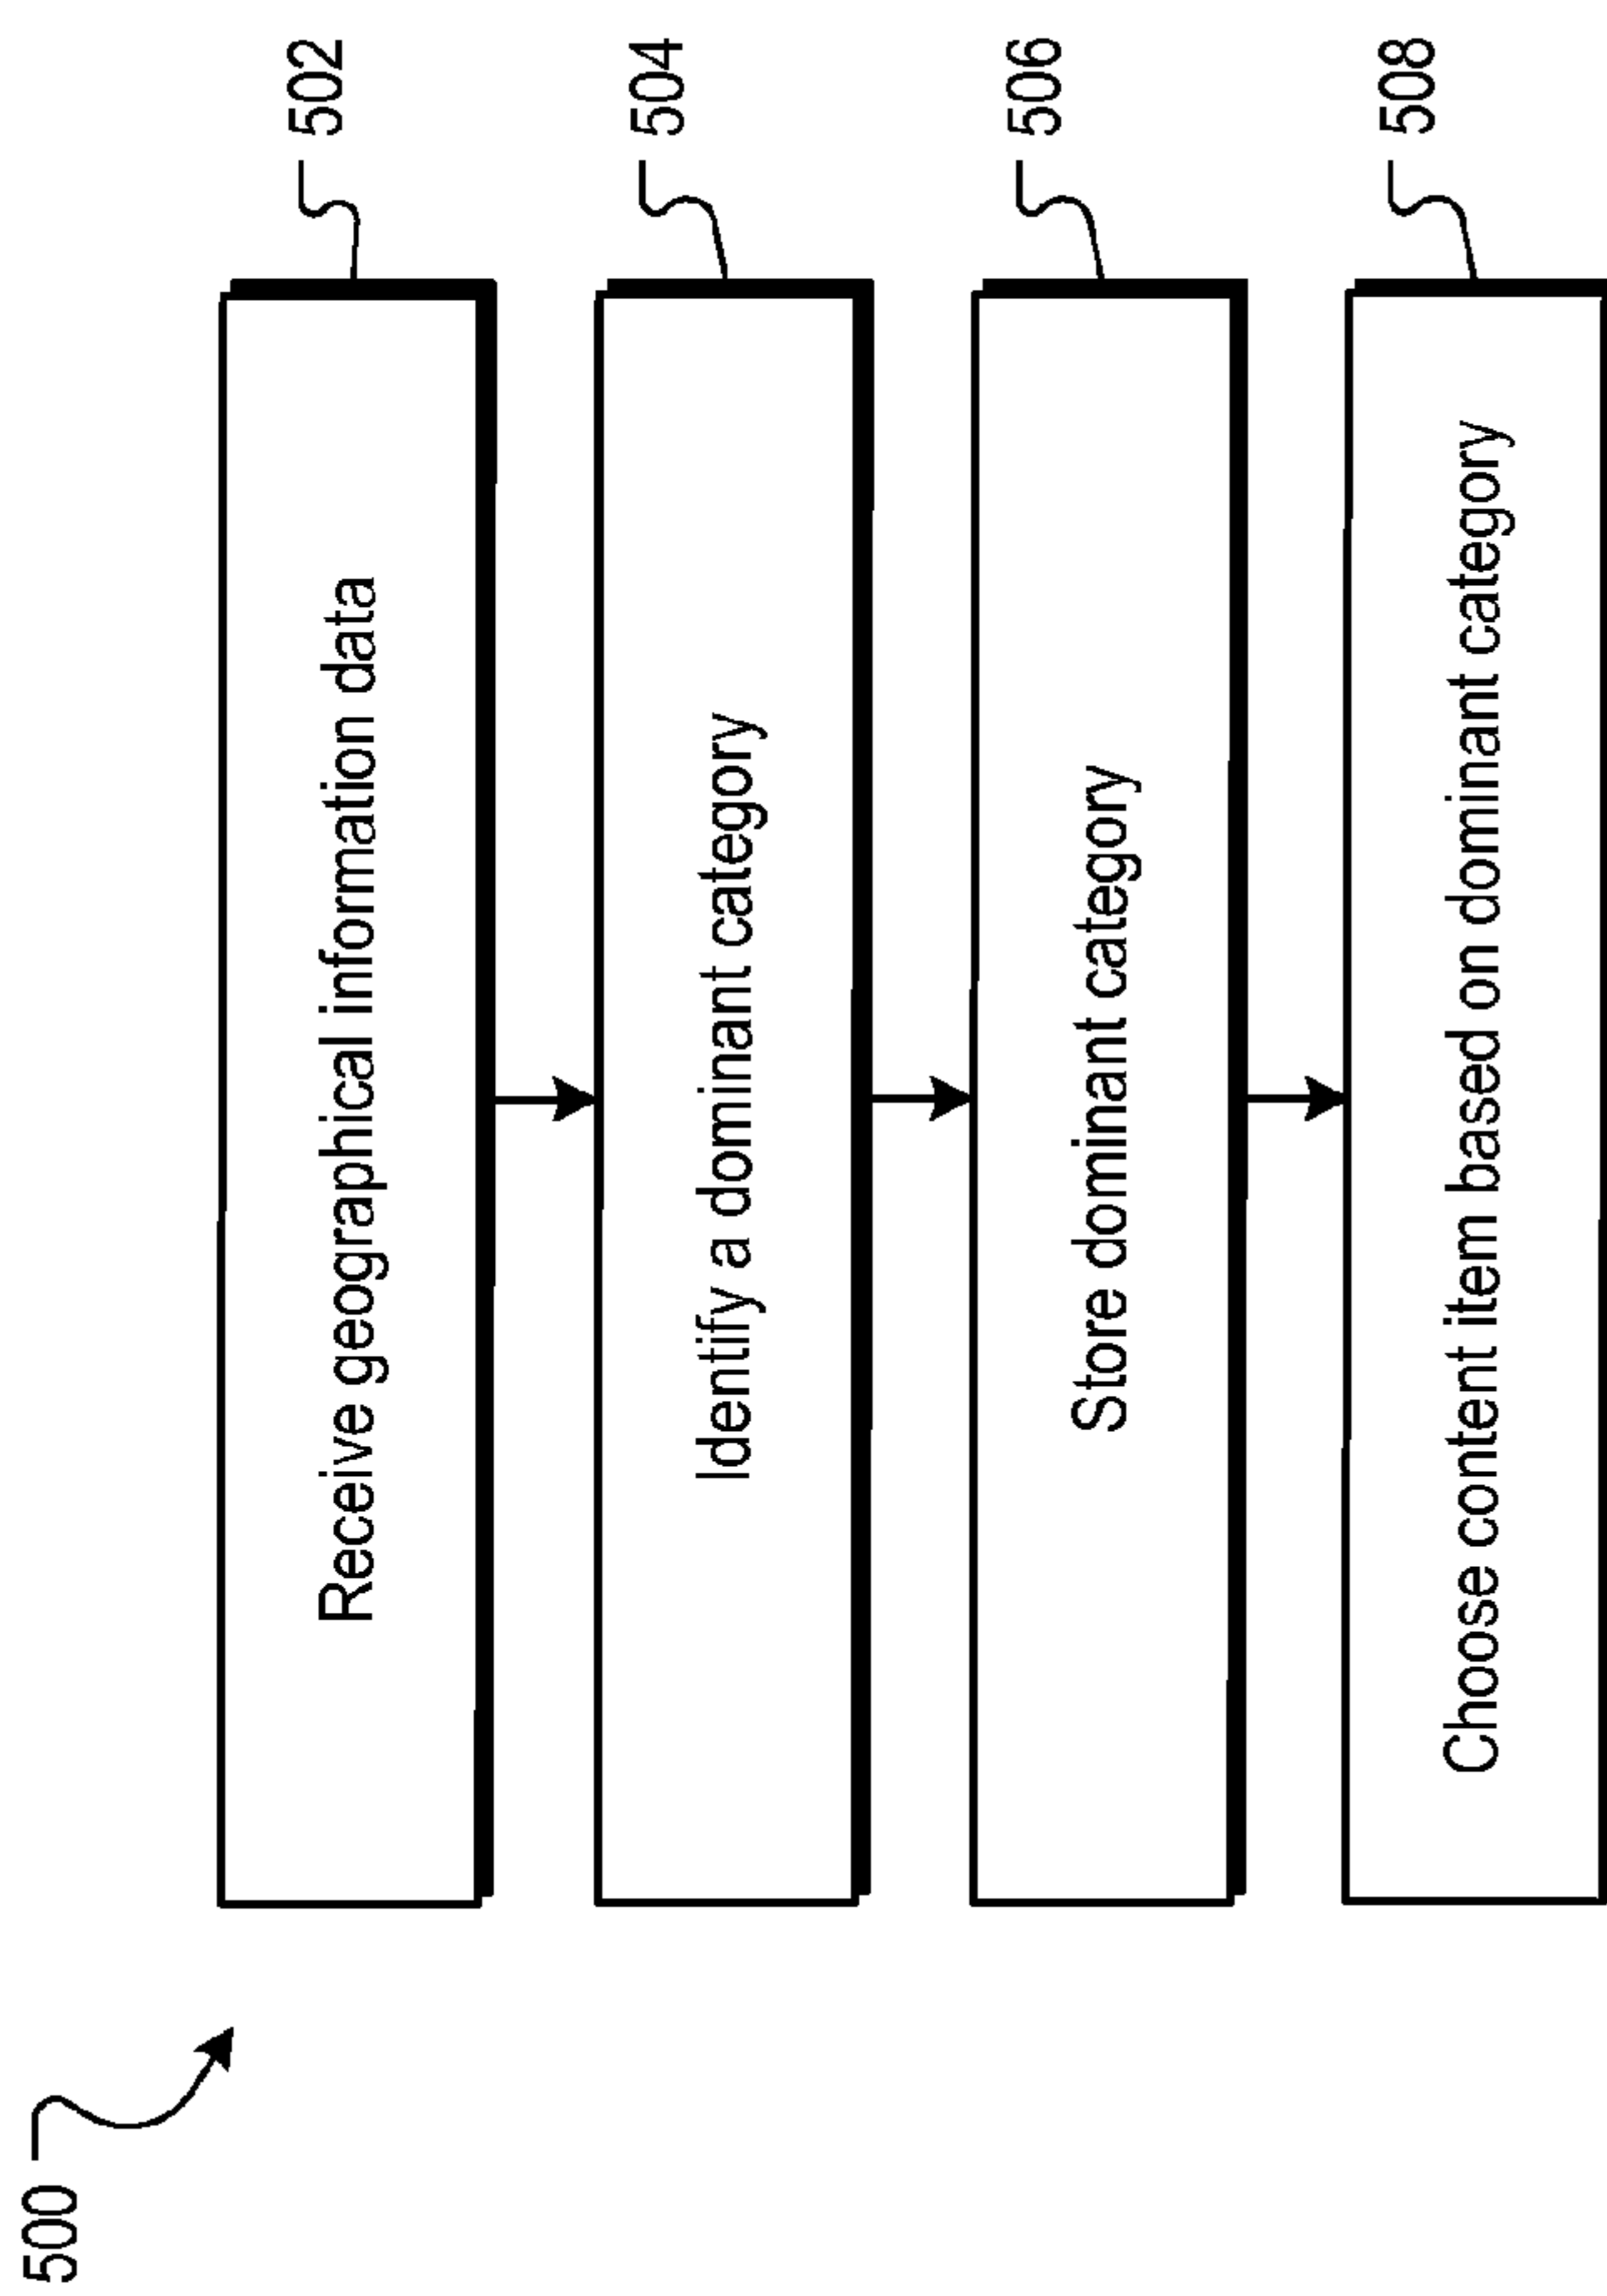 500
502
Receive geographical information data
504
Identify a dominant category
506
Store dominant category
508
Choose content item based on dominant category